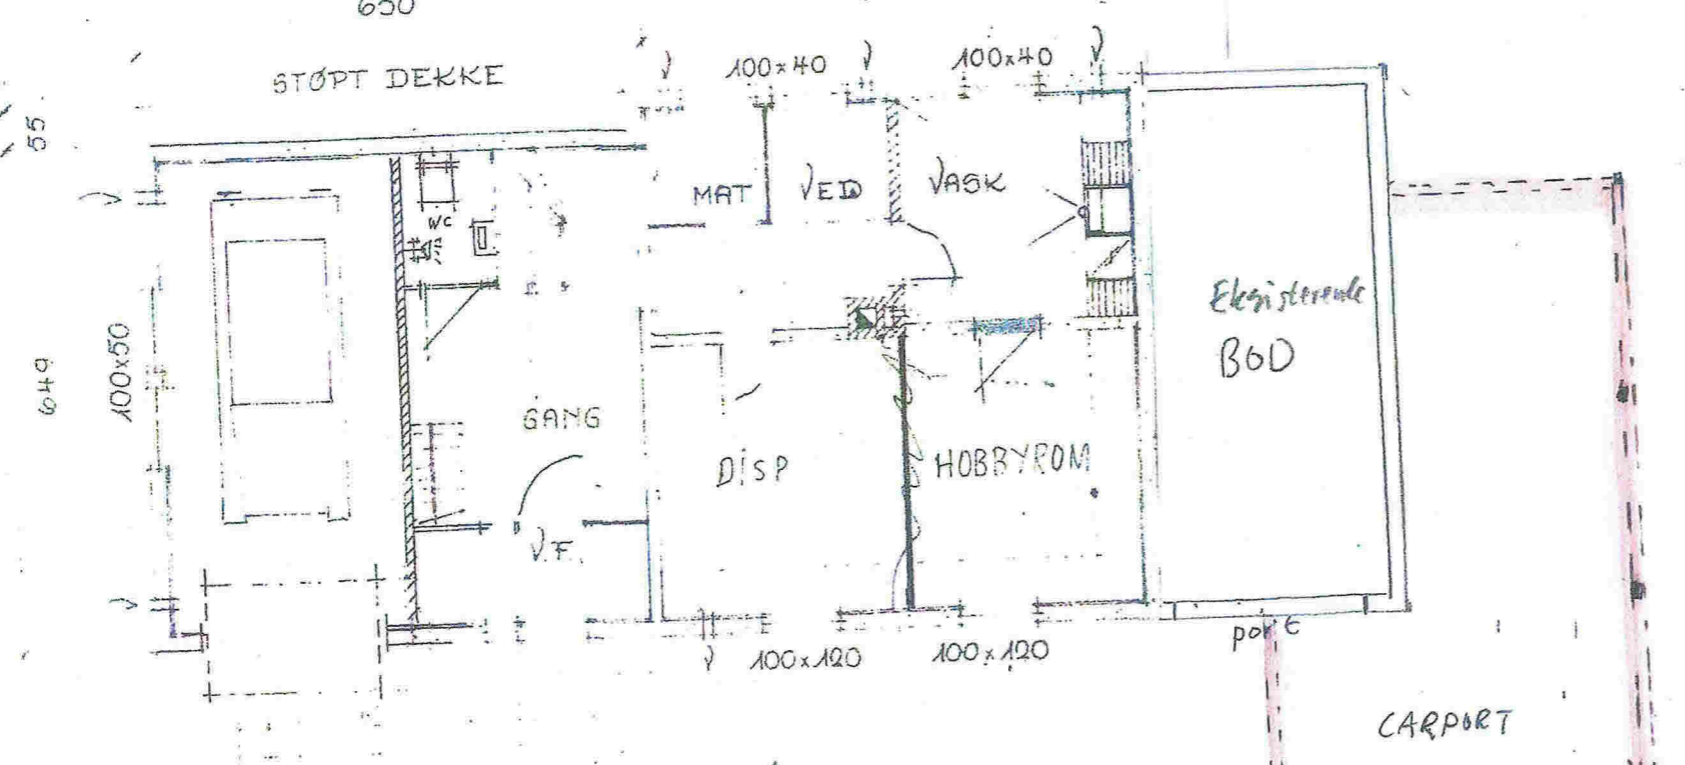 650
STØPT DEKKE
100x40
100x40
55
MAT
VED
VASK
WC
Eksisterende
BOD
649
100x50
GANG
DISP
HOBBYROM
V.F.
100x120
100x120
port
CARPORT